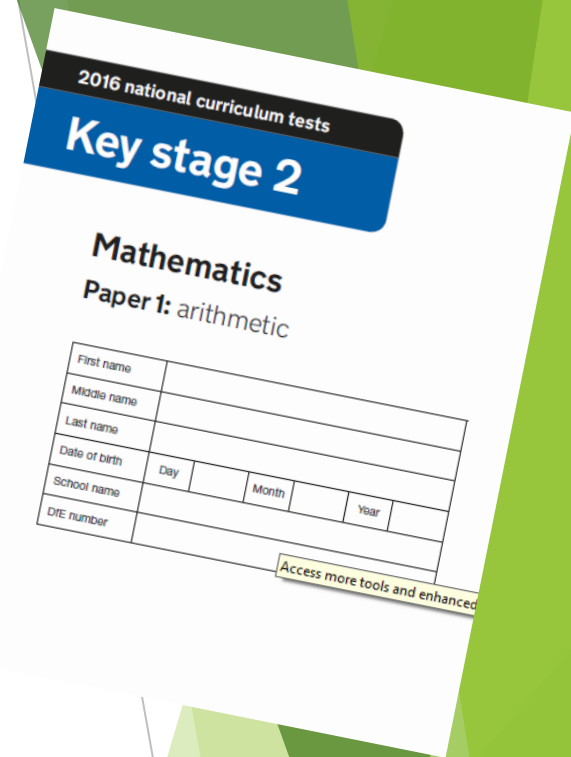 2016 national curriculum tests
Key stage 2
Mathematics
Paper 1: arithmetic
First name
Middle name
Last name
Date of birth Day Month Year
School name
DfE number
Access more tools and enhanced